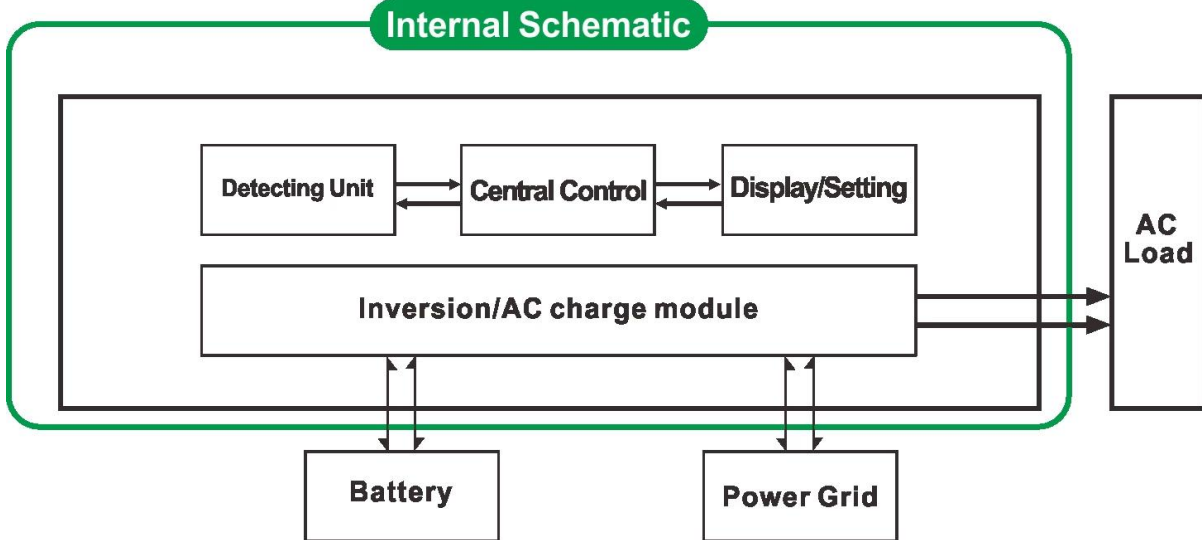 Internal Schematic
Detecting Unit
Central Control
Display/Setting
AC
Load
Inversion/AC charge module
Battery
Power Grid